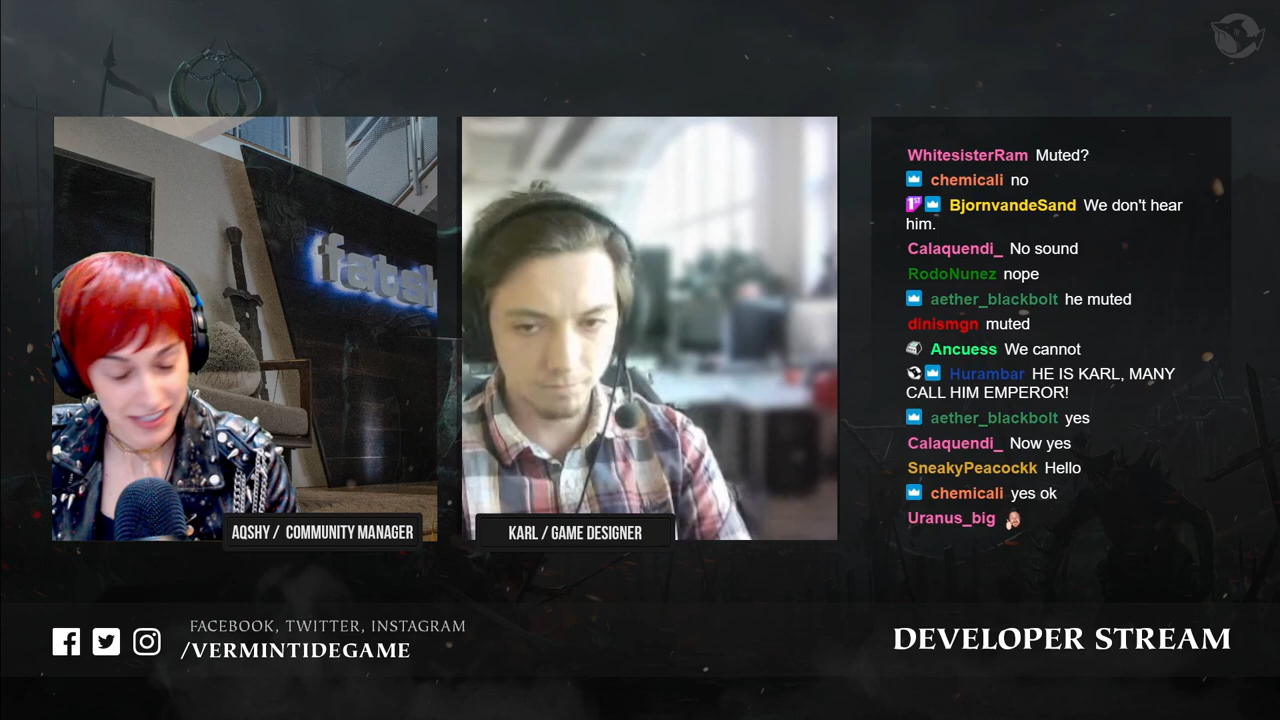 fatsh
AQSHY / COMMUNITY MANAGER
KARL / GAME DESIGNER
WhitesisterRam Muted?
chemicali no
1ST BjornvandeSand We don't hear
him.
Calaquendi_ No sound
RodoNunez nope
aether_blackbolt he muted
dinismgn muted
Ancuess We cannot
Hurambar HE IS KARL, MANY
CALL HIM EMPEROR!
aether_blackbolt yes
Calaquendi_ Now yes
SneakyPeacockk Hello
chemicali yes ok
Uranus_big
FACEBOOK, TWITTER, INSTAGRAM
/VERMINTIDEGAME
DEVELOPER STREAM